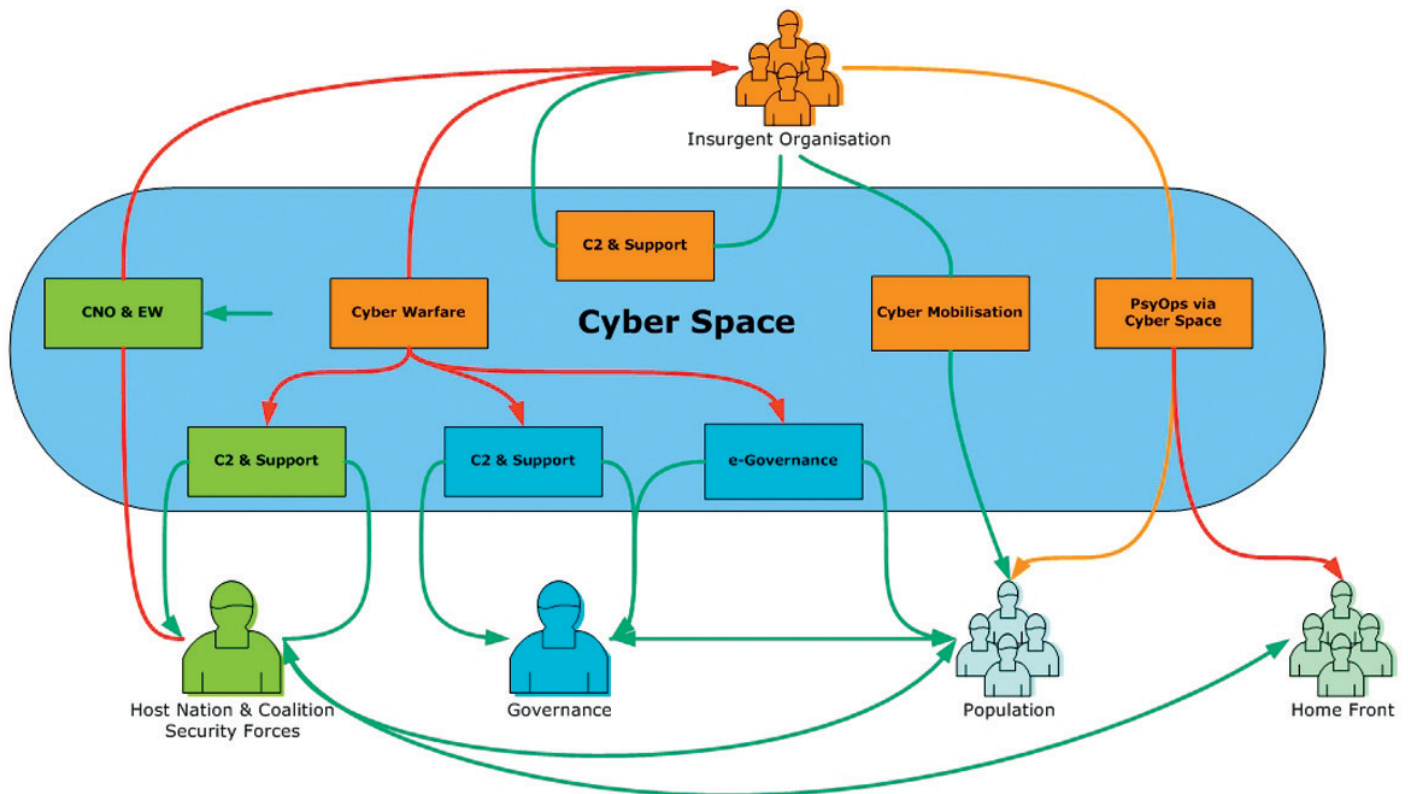 Insurgent Organisation
C2 & Support
CNO & EW
Cyber Warfare
Cyber Space
Cyber Mobilisation
PsyOps via
Cyber Space
C2 & Support
C2 & Support
e-Governance
Host Nation & Coalition
Security Forces
Governance
Population
Home Front